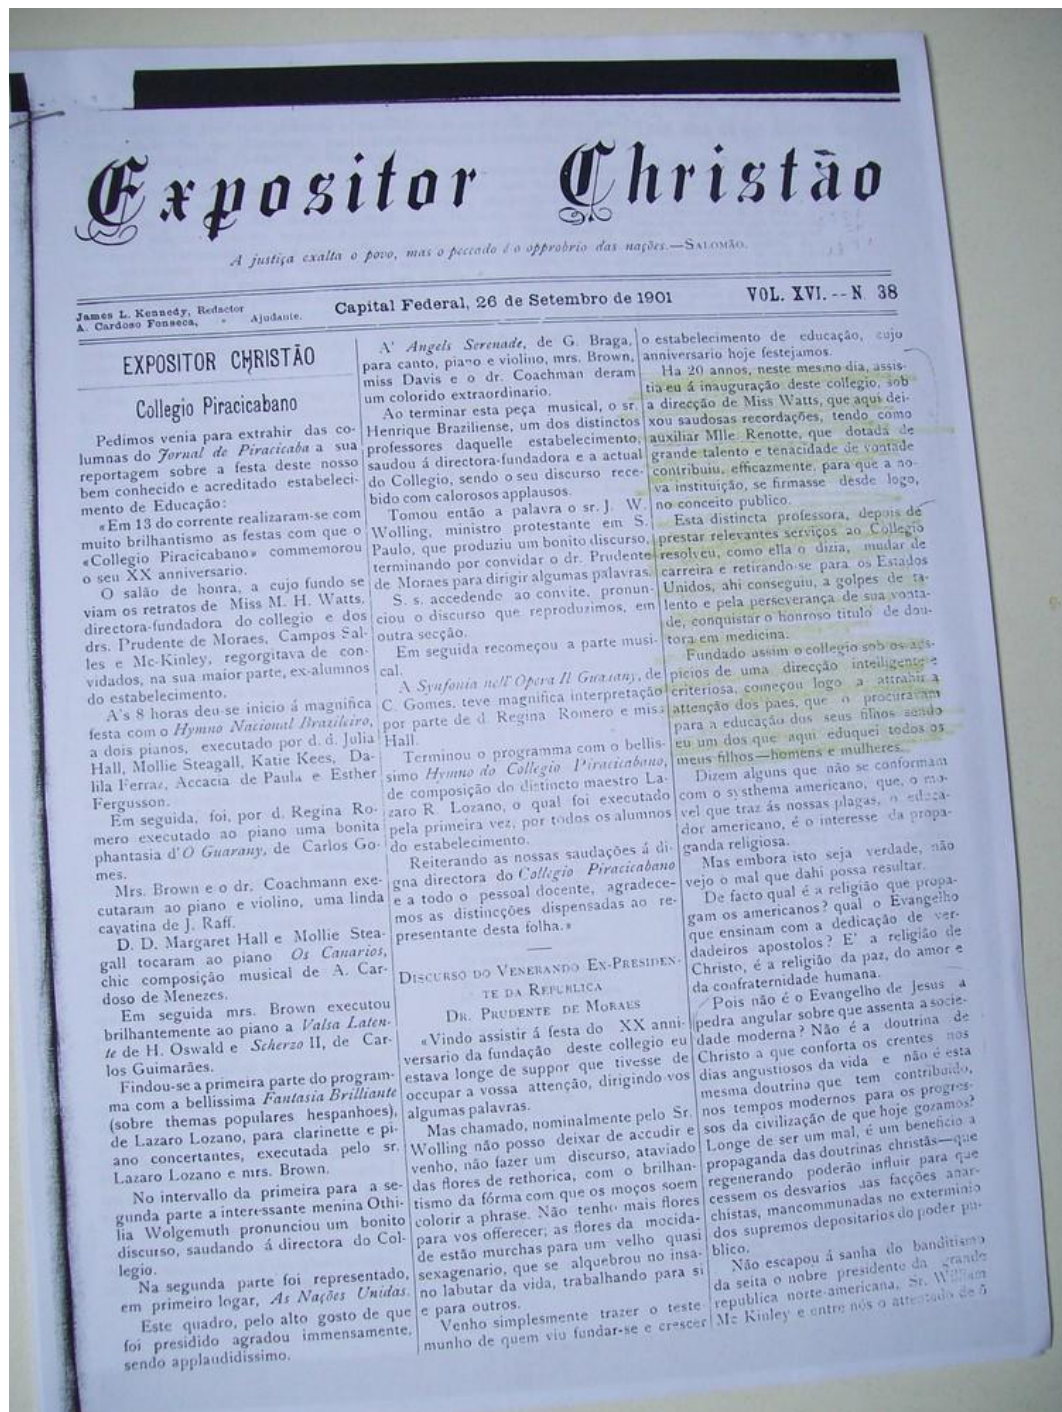 Expositor Christão
A justiça exalta o povo, mas o peccado é o opprobrio das nações.—SALOMÃO.
James L. Kennedy, Redactor
A. Cardoso Fonseca, " Ajudante.
Capital Federal, 26 de Setembro de 1901
VOL. XVI. -- N. 38
EXPOSITOR CHRISTÃO
Collegio Piracicabano
Pedimos venia para extrahir das co-
lumnas do Jornal de Piracicaba a sua
reportagem sobre a festa deste nosso
bem conhecido e acreditado estabeleci-
mento de Educação:
«Em 13 do corrente realizaram-se com
muito brilhantismo as festas com que o
«Collegio Piracicabano» commemorou
o seu XX anniversario.
O salão de honra, a cujo fundo se
viam os retratos de Miss M. H. Watts,
directora-fundadora do collegio e dos
drs. Prudente de Moraes, Campos Sal-
les e Mc-Kinley, regorgitava de con-
vidados, na sua maior parte, ex-alumnos
do estabelecimento.
A's 8 horas deu-se inicio á magnifica
festa com o Hymno Nacional Brazileiro,
a dois pianos, executado por d. d. Julia
Hall, Mollie Steagall, Katie Kees, Da-
lila Ferraz, Accacia de Paula e Esther
Fergusson.
Em seguida, foi, por d. Regina Ro-
mero executado ao piano uma bonita
phantasia d'O Guarany, de Carlos Go-
mes.
Mrs. Brown e o dr. Coachmann exe-
cutaram ao piano e violino, uma linda
cavatina de J. Raff.
D. D. Margaret Hall e Mollie Stea-
gall tocaram ao piano Os Canarios,
chic composição musical de A. Car-
doso de Menezes.
Em seguida mrs. Brown executou
brilhantemente ao piano a Valsa Laten-
te de H. Oswald e Scherzo II, de Car-
los Guimarães.
Findou-se a primeira parte do program-
ma com a bellissima Fantasia Brilliante
(sobre themas populares hespanhoes),
de Lazaro Lozano, para clarinette e pi-
ano concertantes, executada pelo sr.
Lazaro Lozano e mrs. Brown.
No intervallo da primeira para a se-
gunda parte a interessante menina Othi-
lia Wolgemuth pronunciou um bonito
discurso, saudando á directora do Col-
legio.
Na segunda parte foi representado,
em primeiro logar, As Nações Unidas.
Este quadro, pelo alto gosto de que
foi presidido agradou immensamente,
sendo applaudidissimo.
A' Angels Serenade, de G. Braga,
para canto, piano e violino, mrs. Brown,
miss Davis e o dr. Coachman deram
um colorido extraordinario.
Ao terminar esta peça musical, o sr.
Henrique Braziliense, um dos distinctos
professores daquelle estabelecimento,
saudou á directora-fundadora e a actual
do Collegio, sendo o seu discurso rece-
bido com calorosos applausos.
Tomou então a palavra o sr. J. W.
Wolling, ministro protestante em S.
Paulo, que produziu um bonito discurso,
terminando por convidar o dr. Prudente
de Moraes para dirigir algumas palavras.
S. s. accedendo ao convite, pronun-
ciou o discurso que reproduzimos, em
outra secção.
Em seguida recomeçou a parte musi-
cal.
A Synfonia nell'Opera Il Guarany, de
C. Gomes, teve magnifica interpretação
por parte de d. Regina Romero e miss
Hall.
Terminou o programma com o bellis-
simo Hymno do Collegio Piracicabano,
de composição do distincto maestro La-
zaro R. Lozano, o qual foi executado
pela primeira vez, por todos os alumnos
do estabelecimento.
Reiterando as nossas saudações á di-
gna directora do Collegio Piracicabano
e a todo o pessoal docente, agradece-
mos as distincções dispensadas ao re-
presentante desta folha.»
DISCURSO DO VENERANDO EX-PRESIDEN-
TE DA REPUBLICA
DR. PRUDENTE DE MORAES
«Vindo assistir á festa do XX anni-
versario da fundação deste collegio eu
estava longe de suppor que tivesse de
occupar a vossa attenção, dirigindo vos
algumas palavras.
Mas chamado, nominalmente pelo Sr.
Wolling não posso deixar de accudir e
venho, não fazer um discurso, ataviado
das flores de rethorica, com o brilhan-
tismo da fórma com que os moços soem
colorir a phrase. Não tenho mais flores
para vos offerecer; as flores da mocida-
de estão murchas para um velho quasi
sexagenario, que se alquebrou no insa-
no labutar da vida, trabalhando para si
e para outros.
Venho simplesmente trazer o teste-
munho de quem viu fundar-se e crescer
o estabelecimento de educação, cujo
anniversario hoje festejamos.
Ha 20 annos, neste mesmo dia, assis-
tia eu á inauguração deste collegio, sob
a direcção de Miss Watts, que aqui dei-
xou saudosas recordações, tendo como
auxiliar Mlle Renotte, que dotada de
grande talento e tenacidade de vontade
contribuiu, efficazmente, para que a no-
va instituição, se firmasse desde logo,
no conceito publico.
Esta distincta professora, depois de
prestar relevantes serviços ao Collegio
resolveu, como ella o dizia, mudar de
carreira e retirando-se para os Estados
Unidos, ahi conseguiu, a golpes de ta-
lento e pela perseverança de sua vonta-
de, conquistar o honroso titulo de dou-
tora em medicina.
Fundado assim o collegio sob os aus-
picios de uma direcção intelligente e
criteriosa, começou logo a attrahir a
attenção dos paes, que o procuravam
para a educação dos seus filhos sendo
eu um dos que aqui eduquei todos os
meus filhos—homens e mulheres.
Dizem alguns que não se conformam
com o systhema americano, que, o mo-
vel que traz ás nossas plagas, o educa-
dor americano, é o interesse da propa-
ganda religiosa.
Mas embora isto seja verdade, não
vejo o mal que dahi possa resultar.
De facto qual é a religião que propa-
gam os americanos? qual o Evangelho
que ensinam com a dedicação de ver-
dadeiros apostolos? E' a religião de
Christo, é a religião da paz, do amor e
da confraternidade humana.
Pois não é o Evangelho de Jesus a
pedra angular sobre que assenta a socie-
dade moderna? Não é a doutrina de
Christo a que conforta os crentes nos
dias angustiosos da vida e não é esta
mesma doutrina que tem contribuido,
nos tempos modernos para os progres-
sos da civilização de que hoje gozamos?
Longe de ser um mal, é um beneficio a
propaganda das doutrinas christãs—que
regenerando poderão influir para que
cessem os desvarios das facções anar-
chistas, mancommunadas no exterminio
dos supremos depositarios do poder pu-
blico.
Não escapou á sanha do banditismo
da seita o nobre presidente da grande
republica norte-americana, Sr. William
Mc Kinley e entre nós o attentado de 5